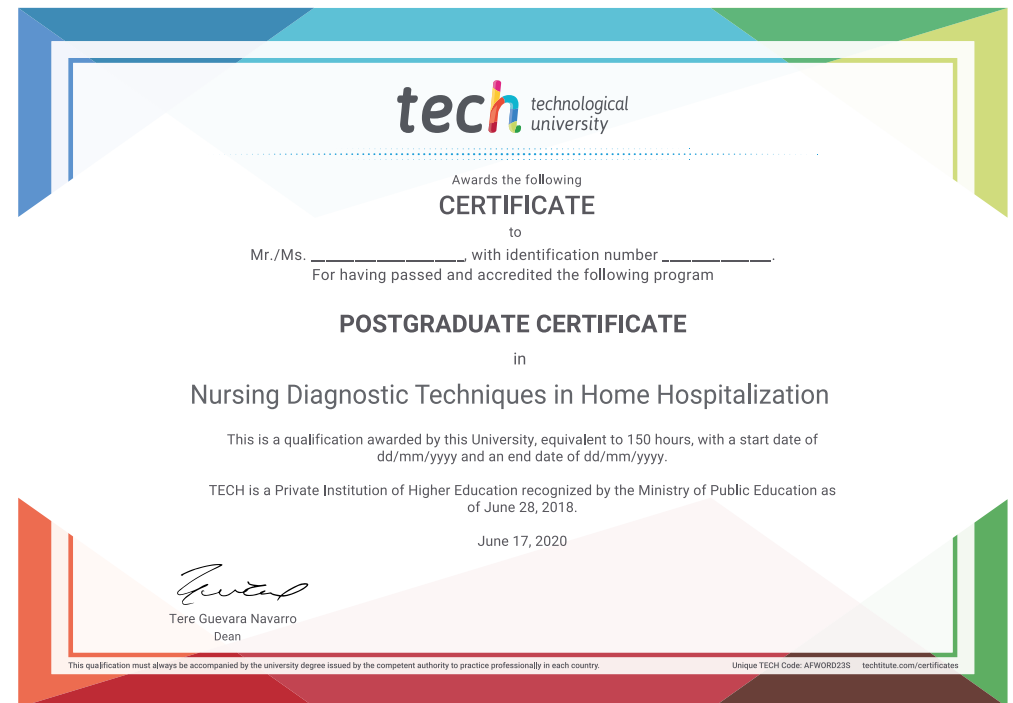 tech technological
university
Awards the following
CERTIFICATE
to
Mr./Ms. ____________________, with identification number ______________.
For having passed and accredited the following program
POSTGRADUATE CERTIFICATE
in
Nursing Diagnostic Techniques in Home Hospitalization
This is a qualification awarded by this University, equivalent to 150 hours, with a start date of
dd/mm/yyyy and an end date of dd/mm/yyyy.
TECH is a Private Institution of Higher Education recognized by the Ministry of Public Education as
of June 28, 2018.
June 17, 2020
Tere Guevara Navarro
Dean
This qualification must always be accompanied by the university degree issued by the competent authority to practice professionally in each country.
Unique TECH Code: AFWORD23S techtitute.com/certificates